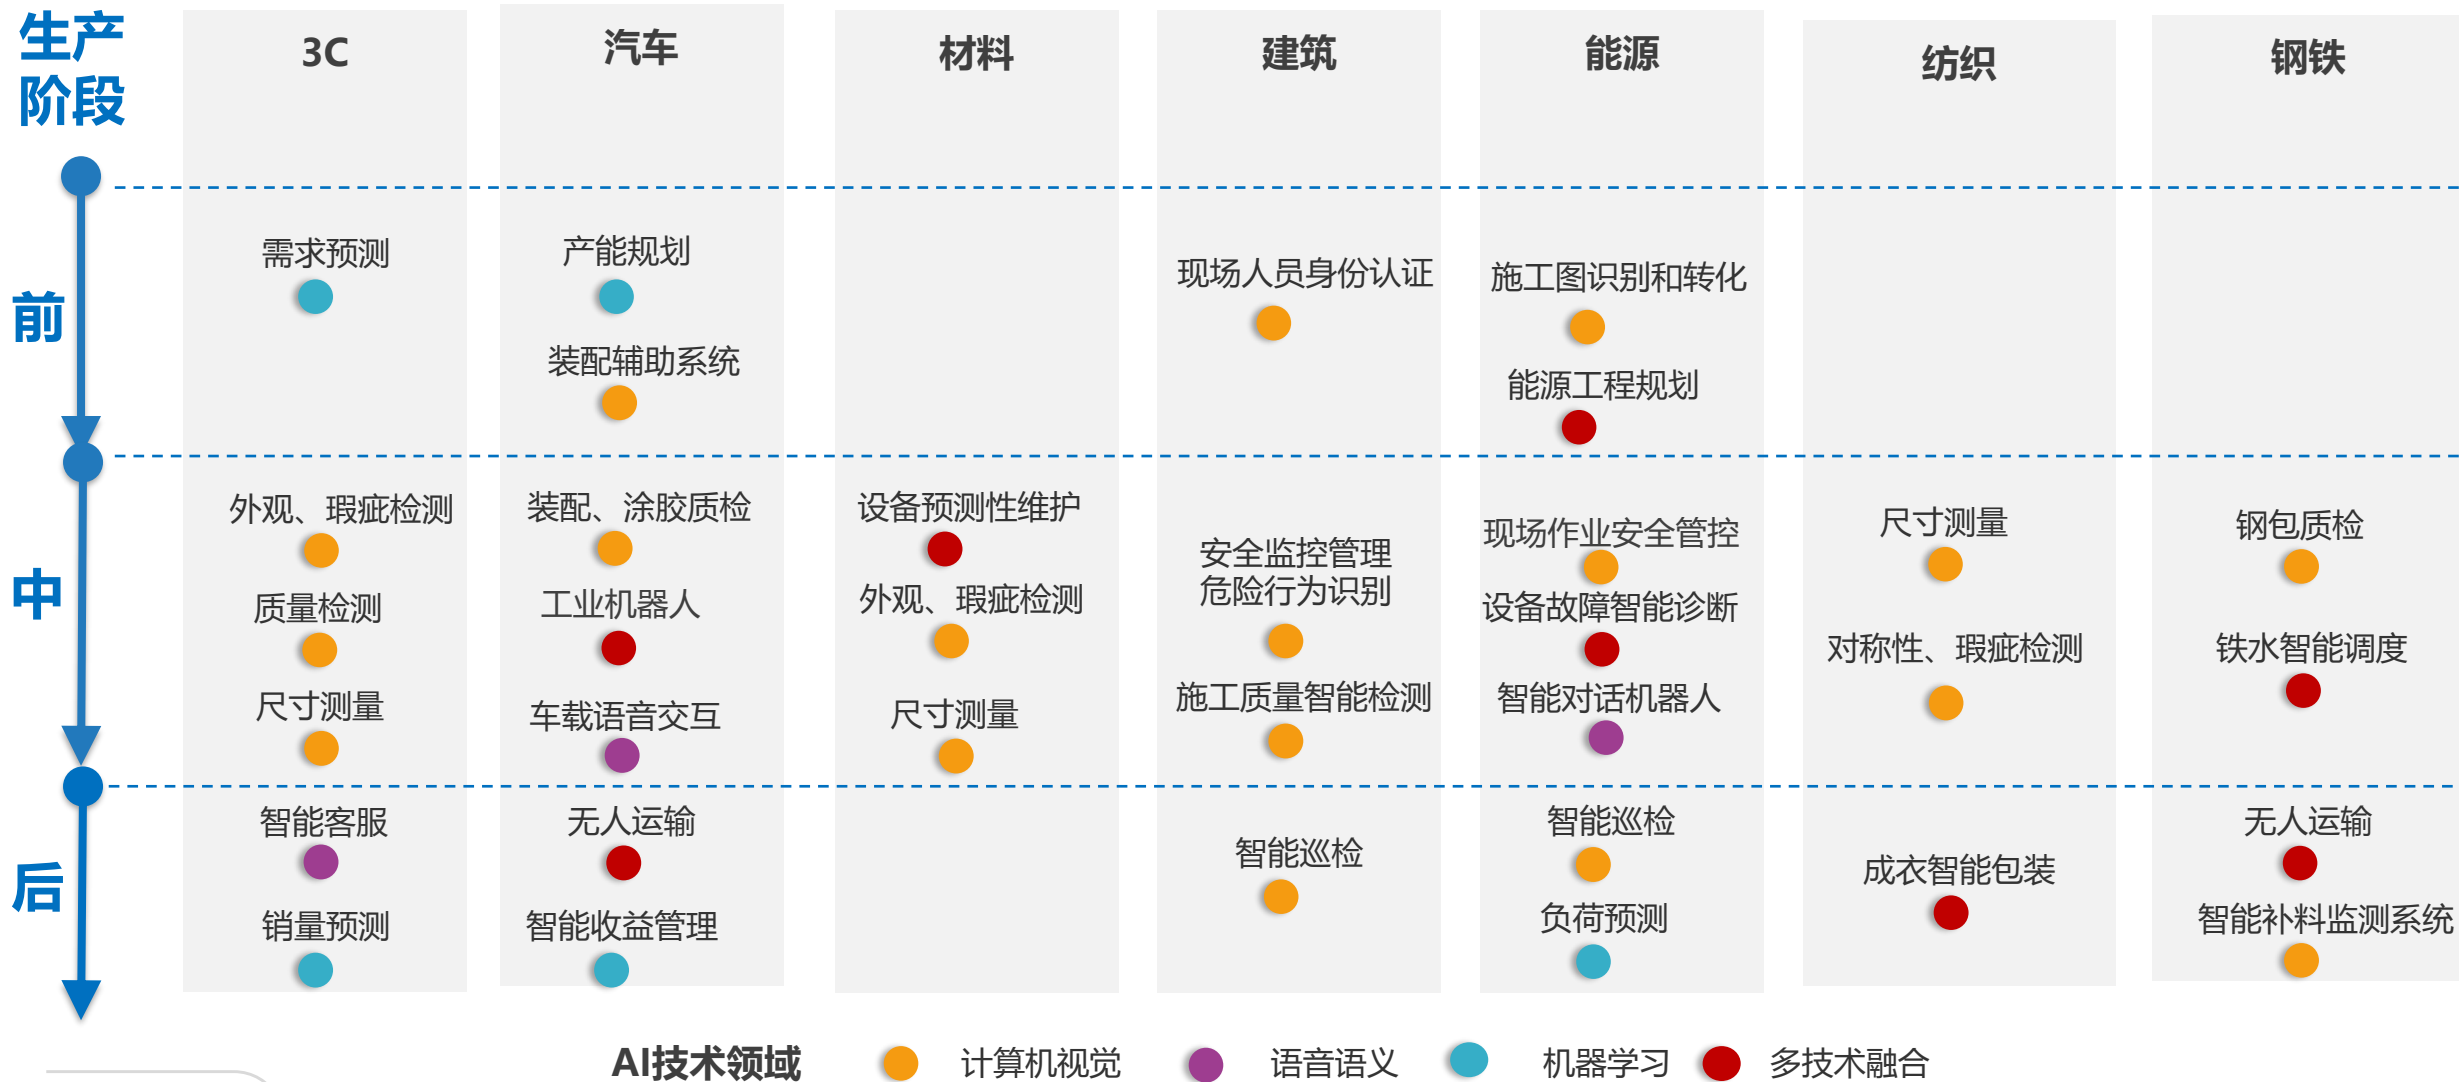 生产
阶段
3C
汽车
材料
建筑
能源
纺织
钢铁
前
需求预测
产能规划
装配辅助系统
现场人员身份认证
施工图识别和转化
能源工程规划
中
外观、瑕疵检测
质量检测
尺寸测量
装配、涂胶质检
工业机器人
车载语音交互
设备预测性维护
外观、瑕疵检测
尺寸测量
安全监控管理
危险行为识别
施工质量智能检测
现场作业安全管控
设备故障智能诊断
智能对话机器人
尺寸测量
对称性、瑕疵检测
钢包质检
铁水智能调度
后
智能客服
销量预测
无人运输
智能收益管理
智能巡检
智能巡检
负荷预测
成衣智能包装
无人运输
智能补料监测系统
AI技术领域
计算机视觉
语音语义
机器学习
多技术融合